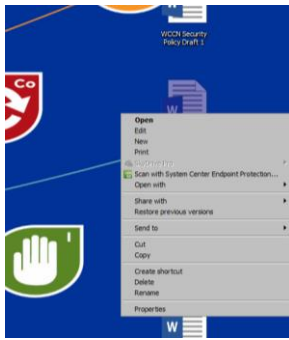 WCCN Security
Policy Draft 1
Co
W
Open
Edit
New
Print
Scan with System Center Endpoint Protection...
Open with
Share with
Restore previous versions
I
Send to
Cut
Copy
Create shortcut
Delete
Rename
Properties
W